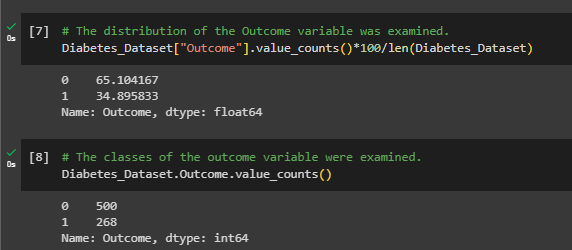 [7] # The distribution of the Outcome variable was examined.
Diabetes_Dataset["Outcome"].value_counts()*100/len(Diabetes_Dataset)
0s
0    65.104167
1    34.895833
Name: Outcome, dtype: float64
[8] # The classes of the outcome variable were examined.
0s
Diabetes_Dataset.Outcome.value_counts()
0    500
1    268
Name: Outcome, dtype: int64